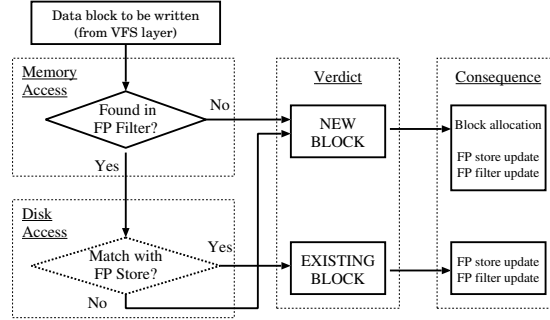 Data block to be written
(from VFS layer)
Memory
Access
Found in
FP Filter?
No
Yes
Disk
Access
Match with
FP Store?
Yes
No
Verdict
NEW
BLOCK
EXISTING
BLOCK
Consequence
Block allocation
FP store update
FP filter update
FP store update
FP filter update